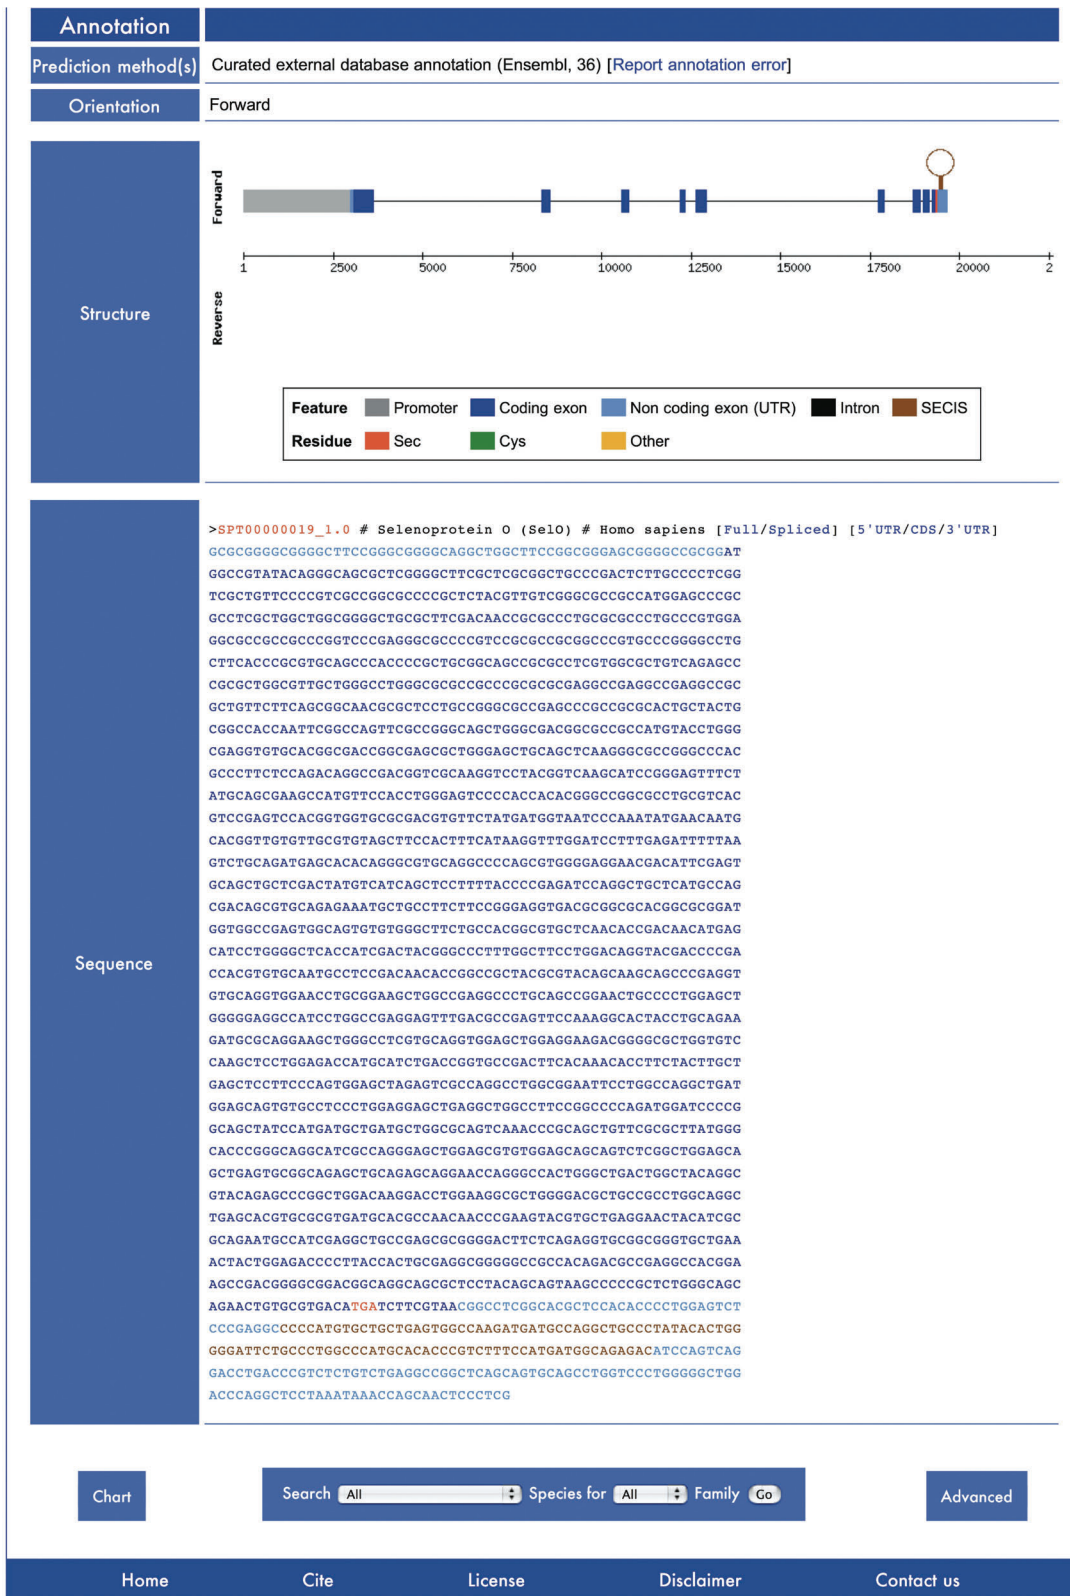 Annotation
Prediction method(s) Curated external database annotation (Ensembl, 36) [Report annotation error]
Orientation Forward
Structure
Forward
1 2500 5000 7500 10000 12500 15000 17500 20000 2
Reverse
Feature Promoter Coding exon Non coding exon (UTR) Intron SECIS
Residue Sec Cys Other
Sequence
>SPT00000019_1.0 # Selenoprotein O (SelO) # Homo sapiens [Full/Spliced] [5'UTR/CDS/3'UTR]
GCGCGGGGCGGGGCTTCCGGGCGGGGCAGGCTGGCTTCCGGCGGGAGCGGGGCCGCGGAT
GGCCGTATACAGGGCAGCGCTCGGGGCTTCGCTCGCGGCTGCCCGACTCTTGCCCCTCGG
TCGCTGTTCCCCGTCGCCGGCGCCCCGCTCTACGTTGTCGGGCGCCGCCATGGAGCCCGC
GCCTCGCTGGCTGGCGGGGCTGCGCTTCGACAACCGCGCCCTGCGCGCCCTGCCCGTGGA
GGCGCCGCCGCCCGGTCCCGAGGGCGCCCCGTCCGCGCCGCGGCCCGTGCCCGGGGCCTG
CTTCACCCGCGTGCAGCCCACCCCGCTGCGGCAGCCGCGCCTCGTGGCGCTGTCAGAGCC
CGCGCTGGCGTTGCTGGGCCTGGGCGCGCCGCCCGCGCGCGAGGCCGAGGCCGAGGCCGC
GCTGTTCTTCAGCGGCAACGCGCTCCTGCCGGGCGCCGAGCCCGCCGCGCACTGCTACTG
CGGCCACCAATTCGGCCAGTTCGCCGGGCAGCTGGGCGACGGCGCCGCCATGTACCTGGG
CGAGGTGTGCACGGCGACCGGCGAGCGCTGGGAGCTGCAGCTCAAGGGCGCCGGGCCCAC
GCCCTTCTCCAGACAGGCCGACGGTCGCAAGGTCCTACGGTCAAGCATCCGGGAGTTTCT
ATGCAGCGAAGCCATGTTCCACCTGGGAGTCCCCACCACACGGGCCGGCGCCTGCGTCAC
GTCCGAGTCCACGGTGGTGCGCGACGTGTTCTATGATGGTAATCCCAAATATGAACAATG
CACGGTTGTGTTGCGTGTAGCTTCCACTTTCATAAGGTTTGGATCCTTTGAGATTTTTAA
GTCTGCAGATGAGCACACAGGGCGTGCAGGCCCCAGCGTGGGGAGGAACGACATTCGAGT
GCAGCTGCTCGACTATGTCATCAGCTCCTTTTACCCCGAGATCCAGGCTGCTCATGCCAG
CGACAGCGTGCAGAGAAATGCTGCCTTCTTCCGGGAGGTGACGCGGCGCACGGCGCGGAT
GGTGGCCGAGTGGCAGTGTGTGGGCTTCTGCCACGGCGTGCTCAACACCGACAACATGAG
CATCCTGGGGCTCACCATCGACTACGGGCCCTTTGGCTTCCTGGACAGGTACGACCCCGA
CCACGTGTGCAATGCCTCCGACAACACCGGCCGCTACGCGTACAGCAAGCAGCCCGAGGT
GTGCAGGTGGAACCTGCGGAAGCTGGCCGAGGCCCTGCAGCCGGAACTGCCCCTGGAGCT
GGGGGAGGCCATCCTGGCCGAGGAGTTTGACGCCGAGTTCCAAAGGCACTACCTGCAGAA
GATGCGCAGGAAGCTGGGCCTCGTGCAGGTGGAGCTGGAGGAAGACGGGGCGCTGGTGTC
CAAGCTCCTGGAGACCATGCATCTGACCGGTGCCGACTTCACAAACACCTTCTACTTGCT
GAGCTCCTTCCCAGTGGAGCTAGAGTCGCCAGGCCTGGCGGAATTCCTGGCCAGGCTGAT
GGAGCAGTGTGCCTCCCTGGAGGAGCTGAGGCTGGCCTTCCGGCCCCAGATGGATCCCCG
GCAGCTATCCATGATGCTGATGCTGGCGCAGTCAAACCCGCAGCTGTTCGCGCTTATGGG
CACCCGGGCAGGCATCGCCAGGGAGCTGGAGCGTGTGGAGCAGCAGTCTCGGCTGGAGCA
GCTGAGTGCGGCAGAGCTGCAGAGCAGGAACCAGGGCCACTGGGCTGACTGGCTACAGGC
GTACAGAGCCCGGCTGGACAAGGACCTGGAAGGCGCTGGGGACGCTGCCGCCTGGCAGGC
TGAGCACGTGCGCGTGATGCACGCCAACAACCCGAAGTACGTGCTGAGGAACTACATCGC
GCAGAATGCCATCGAGGCTGCCGAGCGCGGGGACTTCTCAGAGGTGCGGCGGGTGCTGAA
ACTACTGGAGACCCCTTACCACTGCGAGGCGGGGGCCGCCACAGACGCCGAGGCCACGGA
AGCCGACGGGGCGGACGGCAGGCAGCGCTCCTACAGCAGTAAGCCCCCGCTCTGGGCAGC
AGAACTGTGCGTGACATGATCTTCGTAACGGCCTCGGCACGCTCCACACCCCTGGAGTCT
CCCGAGGCCCCCATGTGCTGCTGAGTGGCCAAGATGATGCCAGGCTGCCCTATACACTGG
GGGATTCTGCCCTGGCCCATGCACACCCGTCTTTCCATGATGGCAGAGACATCCAGTCAG
GACCTGACCCGTCTCTGTCTGAGGCCGGCTCAGCAGTGCAGCCTGGTCCCTGGGGGCTGG
ACCCAGGCTCCTAAATAAACCAGCAACTCCCTCG
Chart Search All Species for All Family Go Advanced
Home Cite License Disclaimer Contact us